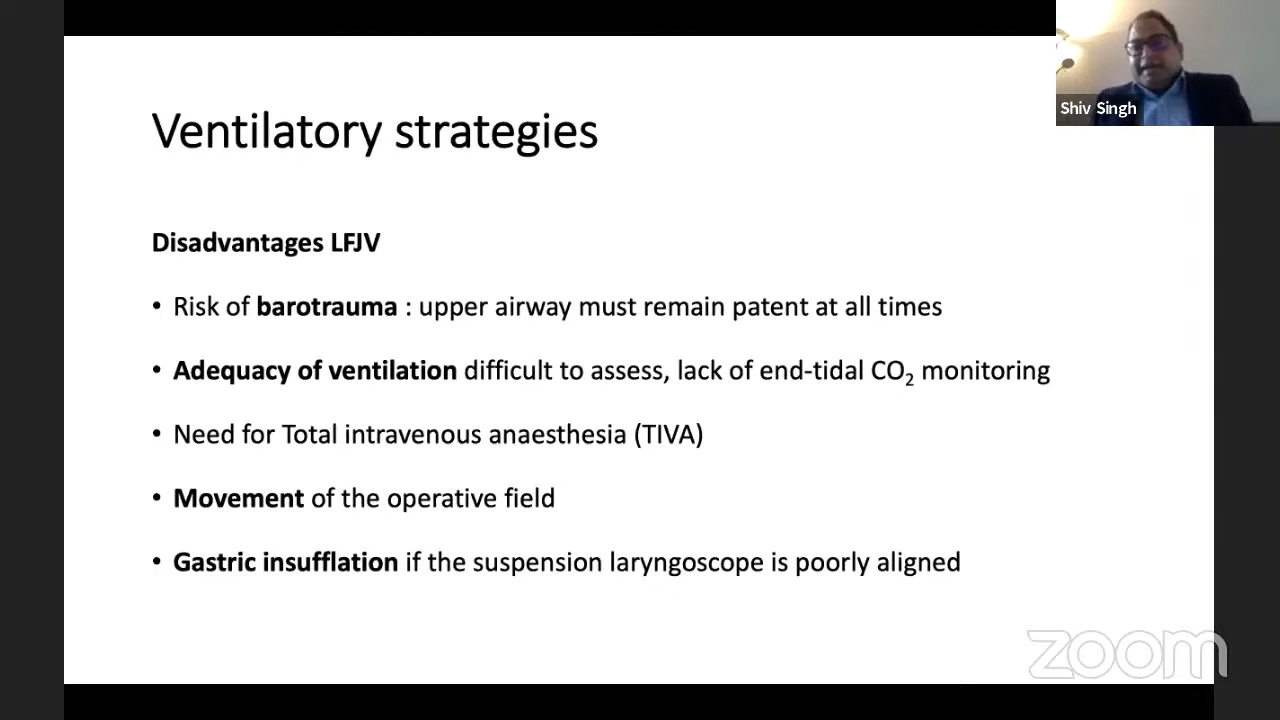 Shiv Singh
Ventilatory strategies
Disadvantages LFJV
• Risk of barotrauma : upper airway must remain patent at all times
• Adequacy of ventilation difficult to assess, lack of end-tidal CO₂ monitoring
• Need for Total intravenous anaesthesia (TIVA)
• Movement of the operative field
• Gastric insufflation if the suspension laryngoscope is poorly aligned
zoom